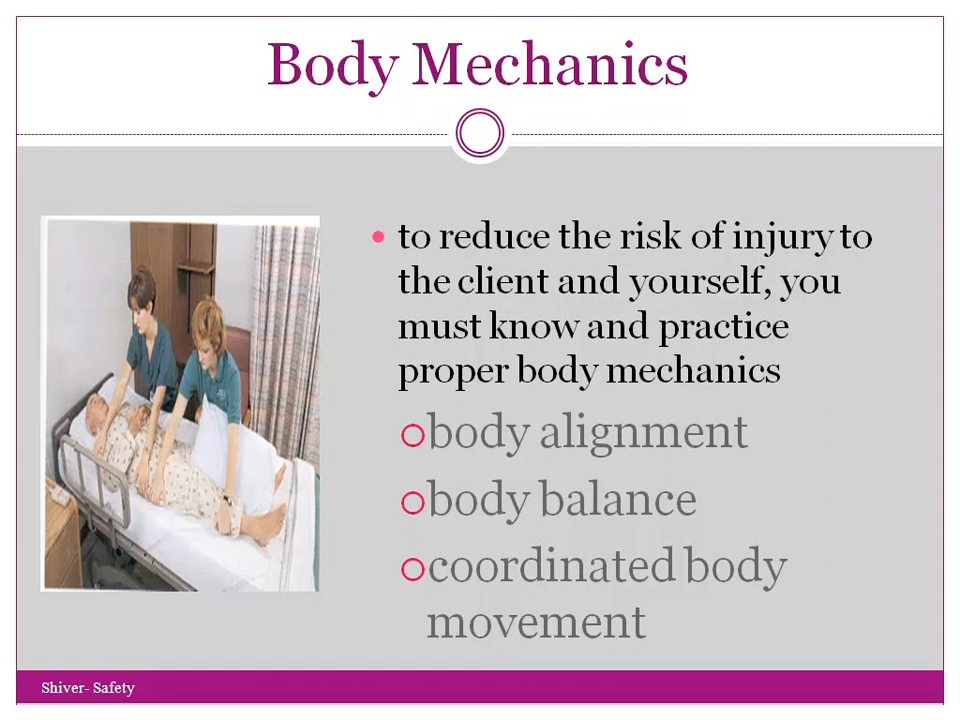 Body Mechanics
to reduce the risk of injury to
the client and yourself, you
must know and practice
proper body mechanics
body alignment
body balance
coordinated body
movement
Shiver- Safety